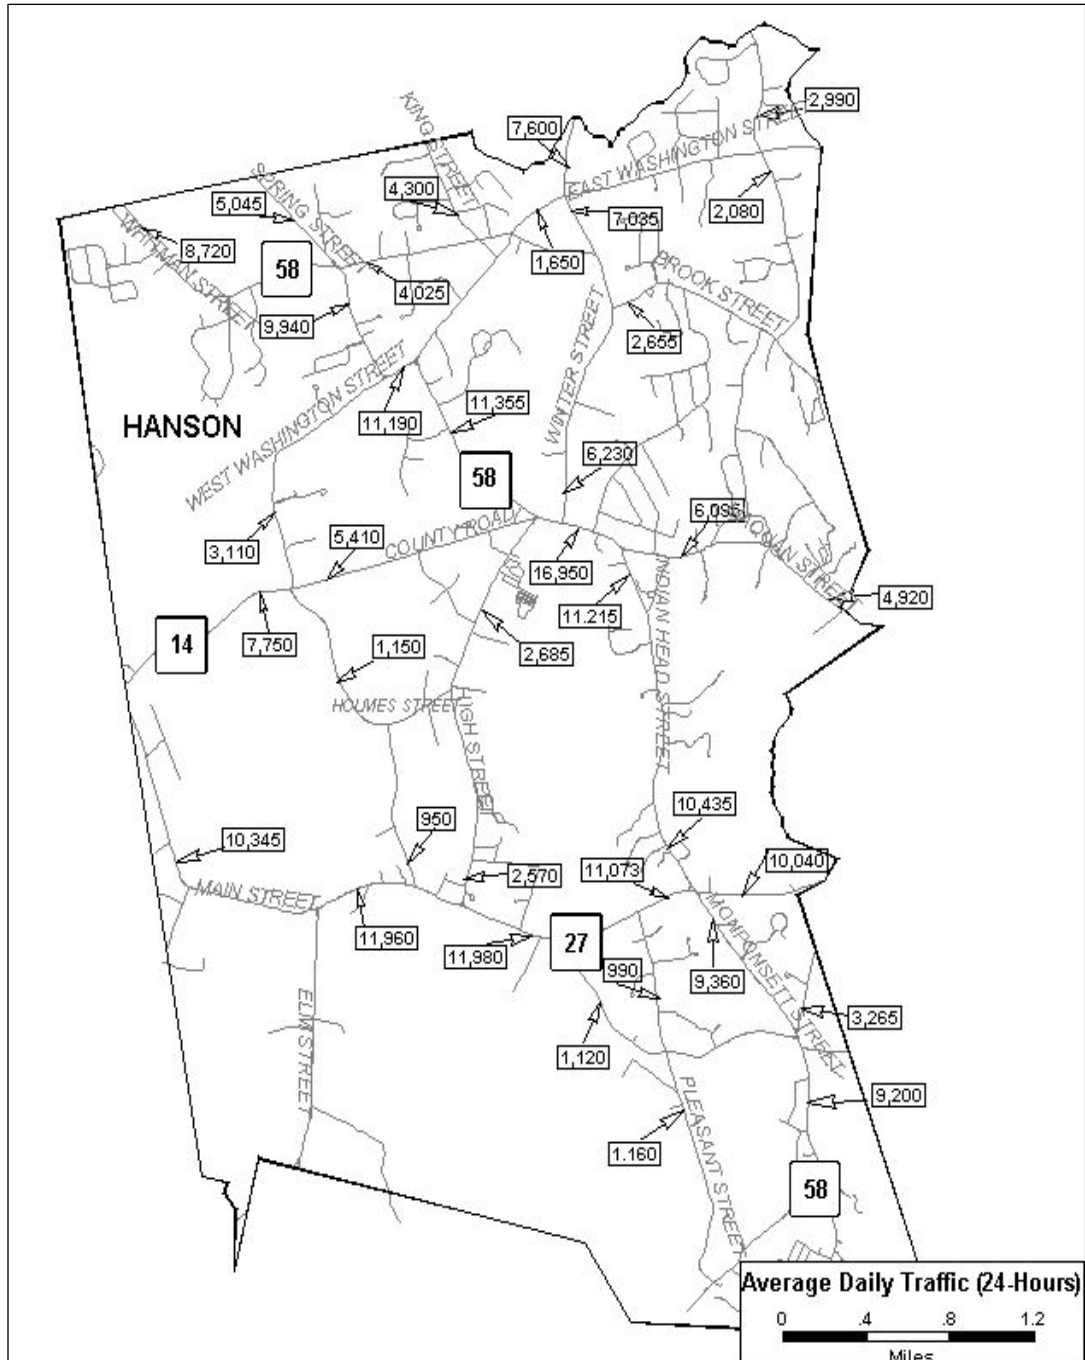 2,990
7,600
KING STREET
EAST WASHINGTON STREET
SPRING STREET
4,300
5,045
7,035
2,080
WHITMAN STREET
8,720
58
1,650
BROOK STREET
4,025
9,940
2,655
WINTER STREET
WEST WASHINGTON STREET
11,355
11,190
HANSON
6,230
58
6,095
5,410
COUNTY ROAD
3,110
16,950
STREET
11.215
4,920
INDIAN HEAD STREET
14
7,750
1,150
2,685
HOLMES STREET
HIGH STREET
10,435
950
10,345
11,073
10,040
2,570
MAIN STREET
MONPONSETT STREET
11,960
27
11,980
990
9,360
ELM STREET
3,265
1,120
PLEASANT STREET
9,200
1.160
58
Average Daily Traffic (24-Hours)
0 .4 .8 1.2
Miles